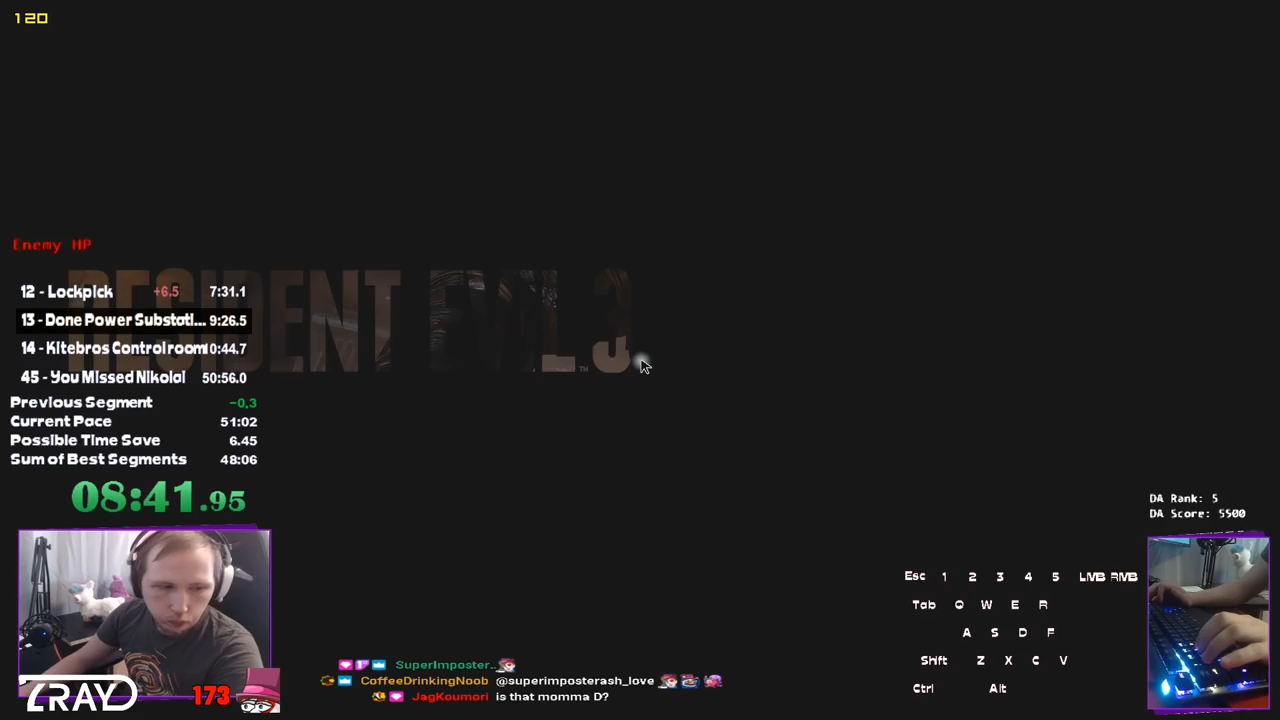 120
Enemy HP
RESIDENT EVIL 3
TM
12 - Lockpick +6.5 7:31.1
13 - Done Power Substati... 9:26.5
14 - Kitebros Controlroom 10:44.7
45 - You Missed Nikolai 50:56.0
Previous Segment -0.3
Current Pace 51:02
Possible Time Save 6.45
Sum of Best Segments 48:06
08:41.95
DA Rank: 5
DA Score: 5500
Esc 1 2 3 4 5 LMB RMB
Tab Q W E R
A S D F
Shift Z X C V
Ctrl Alt
SuperImposter..
CoffeeDrinkingNoob @superimposterash_love
JagKoumori is that momma D?
ZRAYD 173